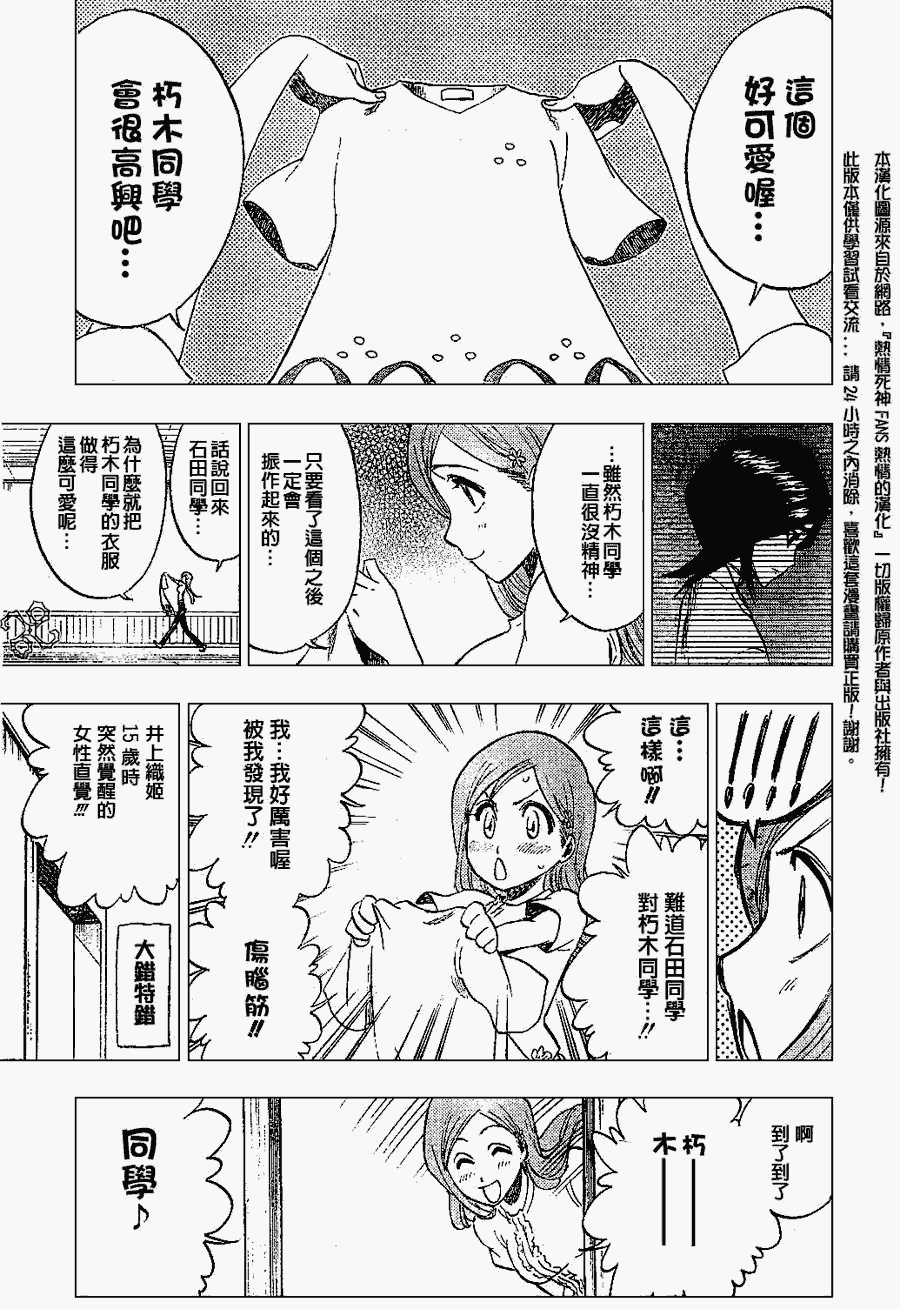 這個
好可愛喔…
朽木同學
會很高興吧…
…雖然朽木同學
一直很沒精神…
只要看了這個之後
一定會
振作起來的…
話說回來
石田同學…
為什麼就把
朽木同學的衣服
做得
這麼可愛呢…
!!!!
這…
這樣啊!!
難道石田同學
對朽木同學…!!
我…我好厲害喔
被我發現了!!
傷腦筋!!
井上織姬
15歲時
突然覺醒的
女性直覺!!!
大錯特錯
啊
到了到了
朽——
木——
同學♪
本漢化圖源來自於網路．『熱情死神FANS熱情的漢化』一切版權歸原作者與出版社擁有！
此版本僅供學習試看交流... 請24小時之內消除，喜歡這套漫畫請購買正版！謝謝。